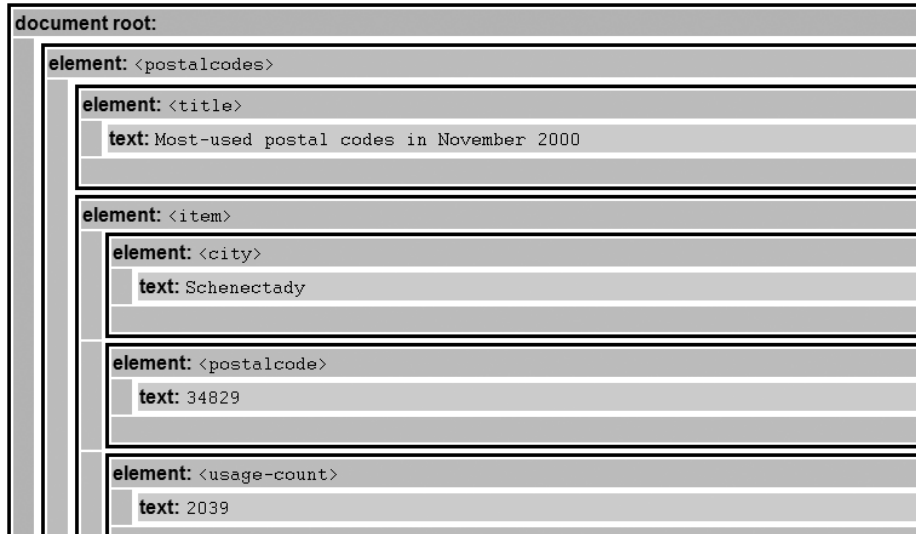 document root:
element: <postalcodes>
element: <title>
text: Most-used postal codes in November 2000
element: <item>
element: <city>
text: Schenectady
element: <postalcode>
text: 34829
element: <usage-count>
text: 2039